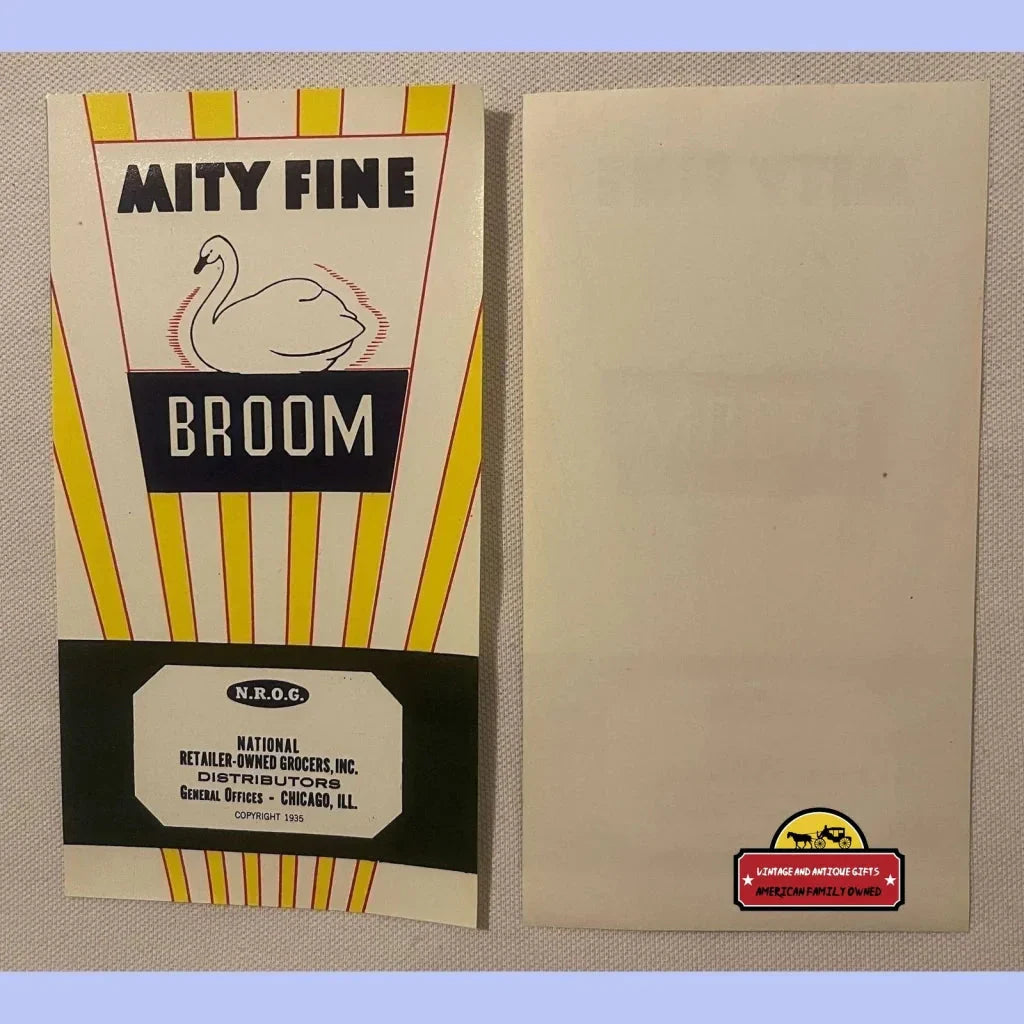 MITY FINE
BROOM
N.R.O.G.
NATIONAL
RETAILER-OWNED GROCERS, INC.
DISTRIBUTORS
GENERAL OFFICES - CHICAGO, ILL.
COPYRIGHT 1935
VINTAGE AND ANTIQUE GIFTS
AMERICAN FAMILY OWNED